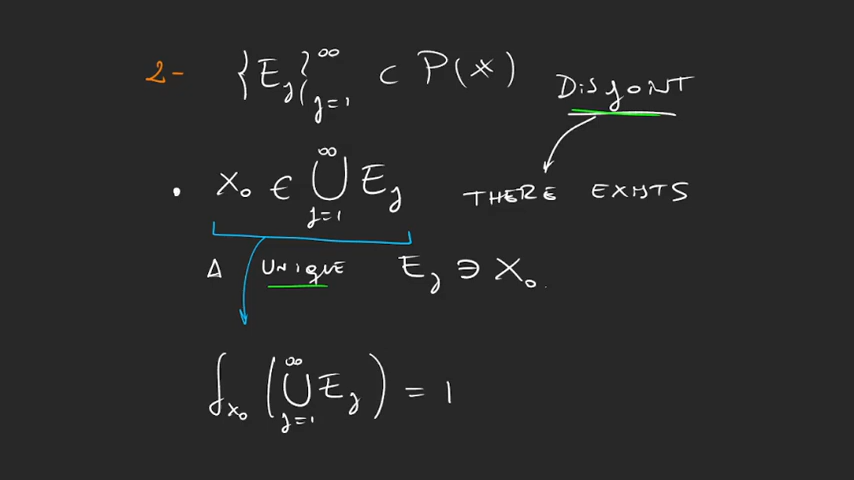 2- {E_j}_{j=1}^∞ ⊂ P(X) DISJOINT
• x₀ ∈ ⋃_{j=1}^∞ E_j THERE EXISTS
A UNIQUE E_j ∋ x₀
δ_{x₀} (⋃_{j=1}^∞ E_j) = 1